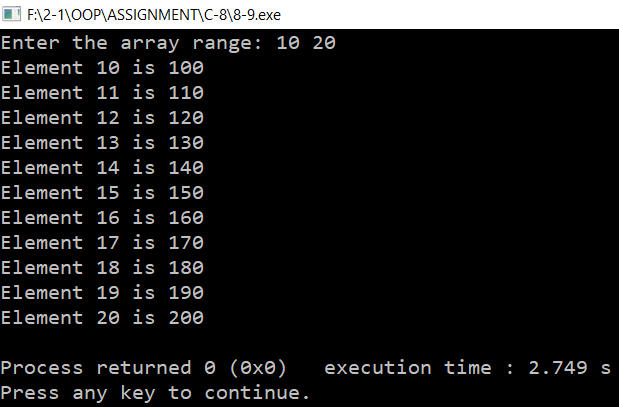 F:\2-1\OOP\ASSIGNMENT\C-8\8-9.exe
Enter the array range: 10 20
Element 10 is 100
Element 11 is 110
Element 12 is 120
Element 13 is 130
Element 14 is 140
Element 15 is 150
Element 16 is 160
Element 17 is 170
Element 18 is 180
Element 19 is 190
Element 20 is 200
Process returned 0 (0x0)   execution time : 2.749 s
Press any key to continue.